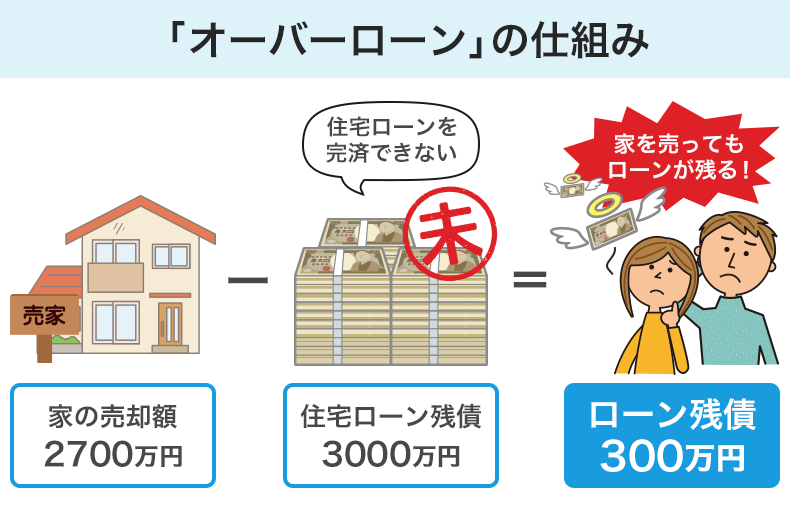 「オーバーローン」の仕組み
住宅ローンを
完済できない
家を売っても
ローンが残る!
未
売家
家の売却額
2700万円
住宅ローン残債
3000万円
ローン残債
300万円